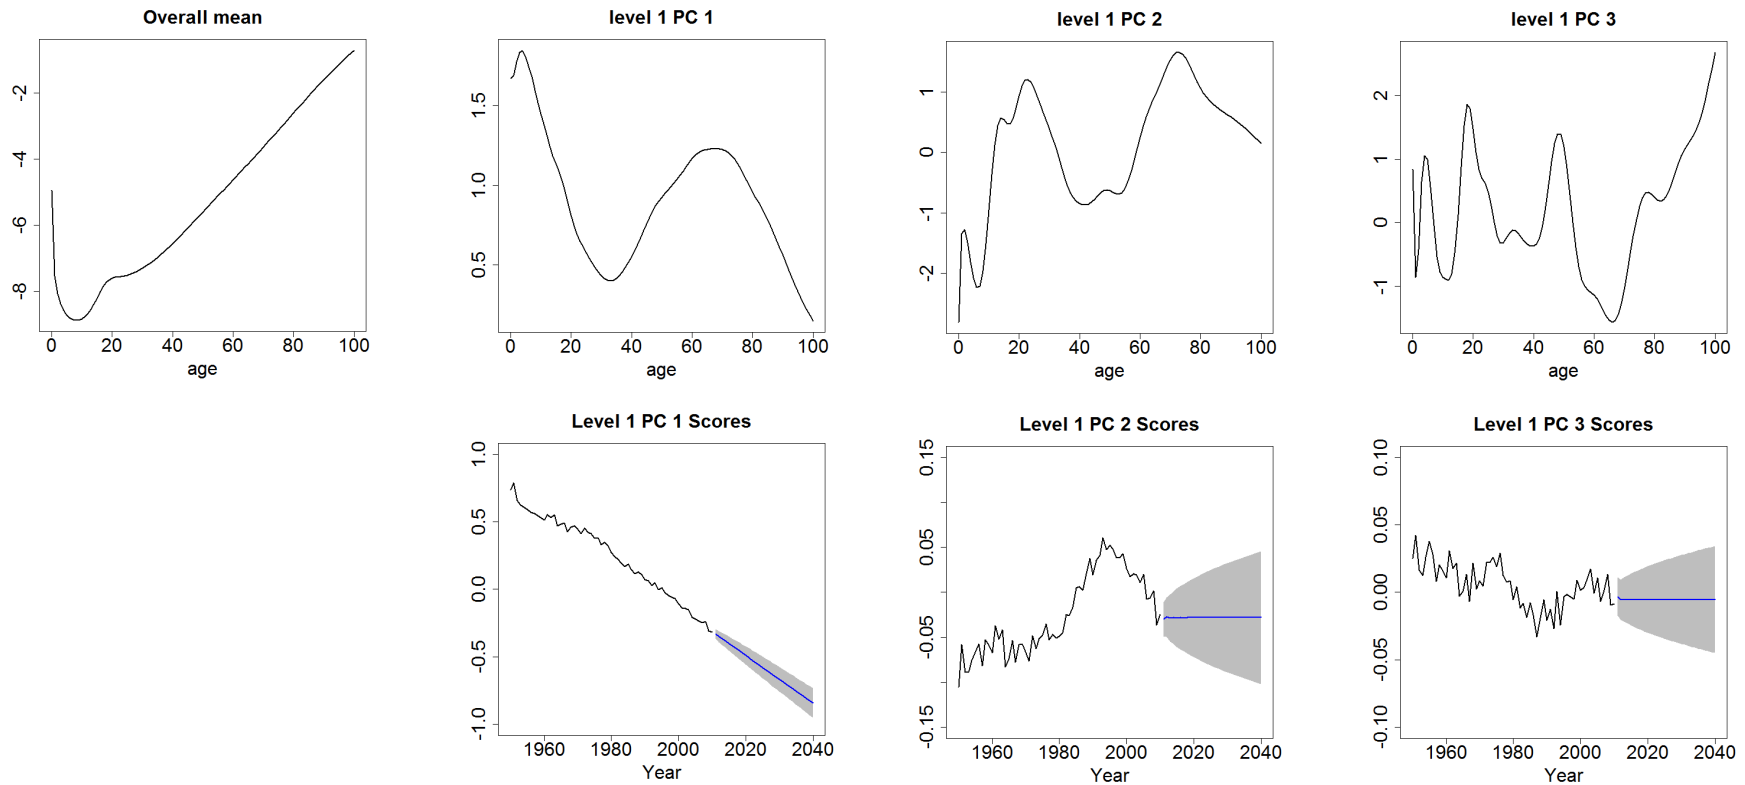 Overall mean
level 1 PC 1
level 1 PC 2
level 1 PC 3
-2
-4
-6
-8
0 20 40 60 80 100
age
1.5
1.0
0.5
0 20 40 60 80 100
age
1
0
-1
-2
0 20 40 60 80 100
age
2
1
0
-1
0 20 40 60 80 100
age
Level 1 PC 1 Scores
Level 1 PC 2 Scores
Level 1 PC 3 Scores
1.0
0.5
0.0
-0.5
-1.0
1960 1980 2000 2020 2040
Year
0.15
0.05
-0.05
-0.15
1960 1980 2000 2020 2040
Year
0.10
0.05
0.00
-0.05
-0.10
1960 1980 2000 2020 2040
Year